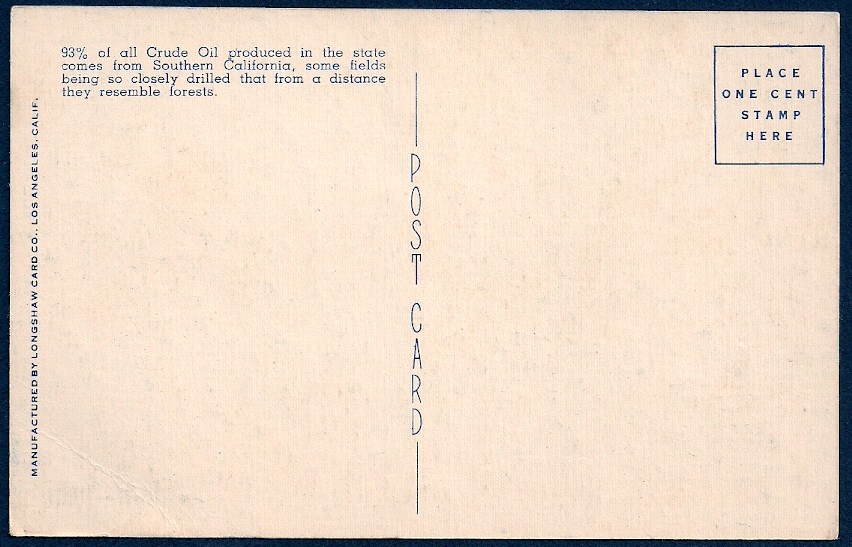 93% of all Crude Oil produced in the state
comes from Southern California, some fields
being so closely drilled that from a distance
they resemble forests.
MANUFACTURED BY LONGSHAW CARD CO., LOS ANGELES, CALIF.
POST CARD
PLACE
ONE CENT
STAMP
HERE